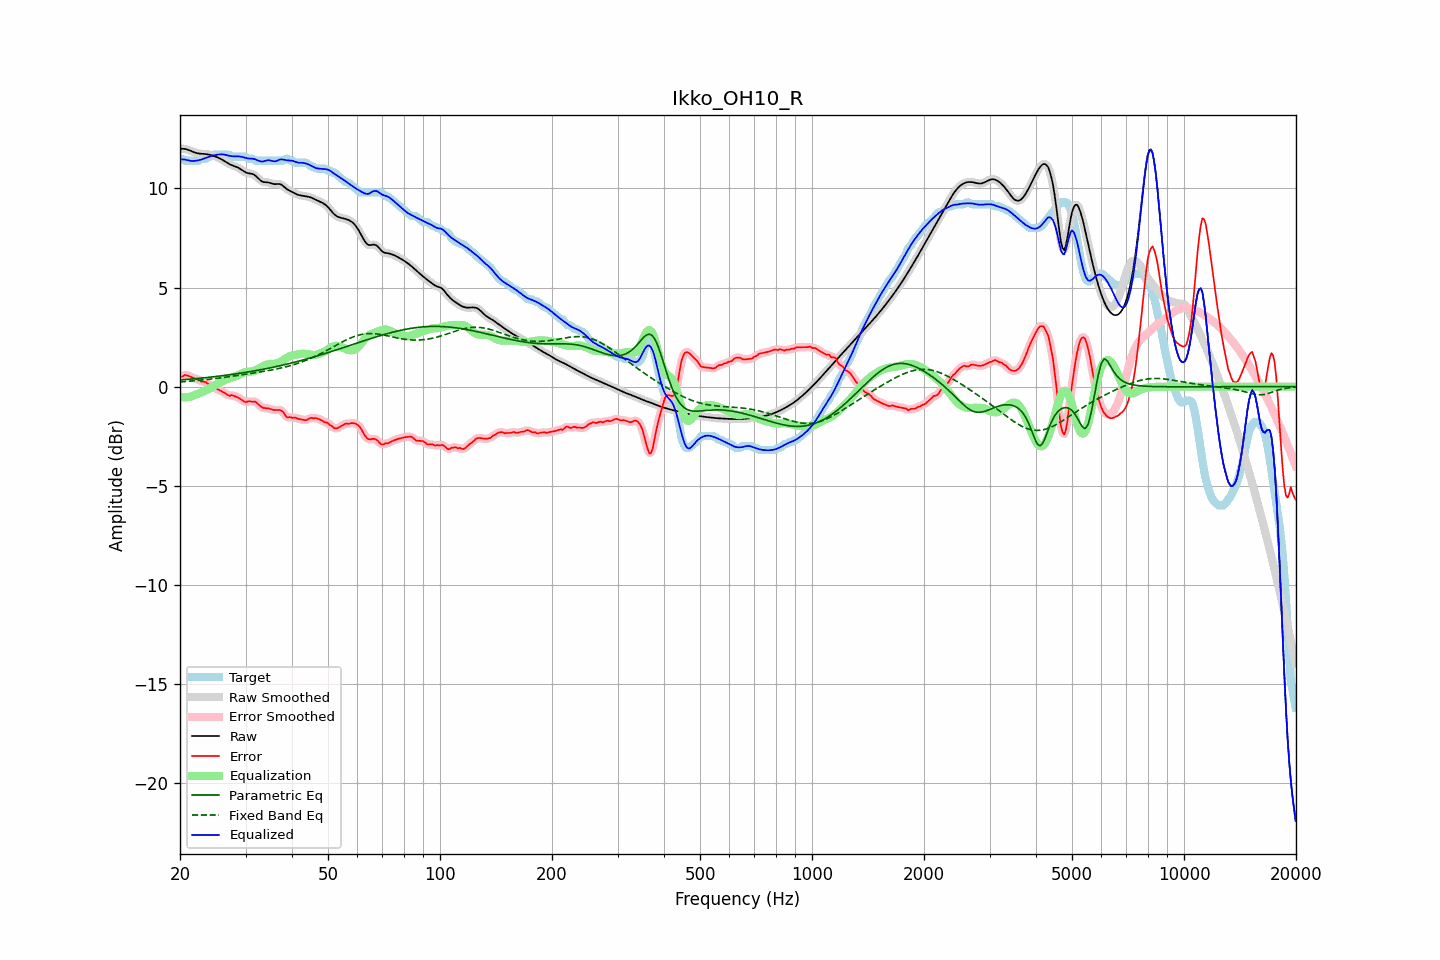 Ikko_OH10_R
Amplitude (dBr)
10
5
0
−5
−10
−15
−20
Target
Raw Smoothed
Error Smoothed
Raw
Error
Equalization
Parametric Eq
Fixed Band Eq
Equalized
20 50 100 200 500 1000 2000 5000 10000 20000
Frequency (Hz)